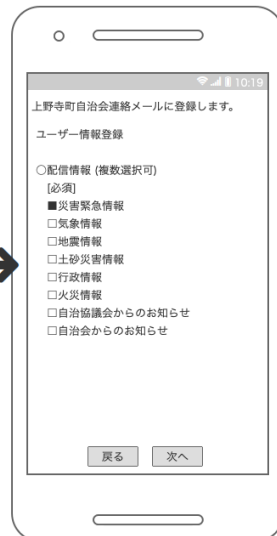 10:19
上野寺町自治会連絡メールに登録します。
ユーザー情報登録
○配信情報 (複数選択可)
[必須]
■災害緊急情報
□気象情報
□地震情報
□土砂災害情報
□行政情報
□火災情報
□自治協議会からのお知らせ
□自治会からのお知らせ
戻る 次へ